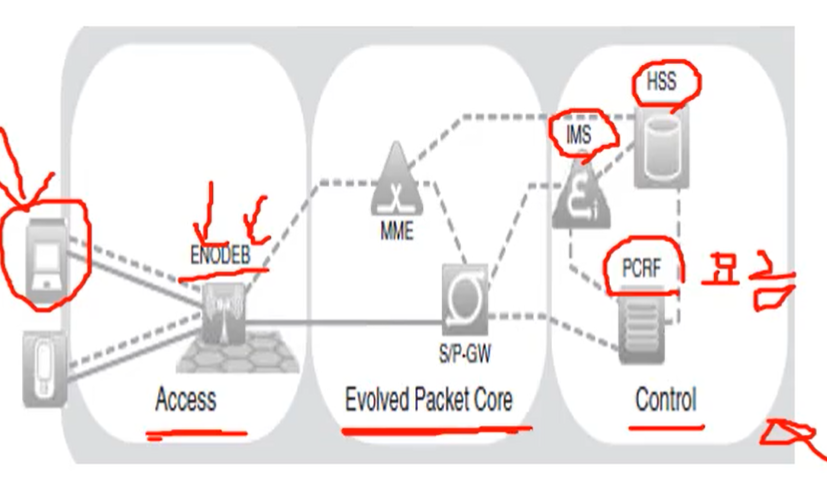 HSS
IMS
MME
ENODEB
PCRF 요금
S/P-GW
Access
Evolved Packet Core
Control